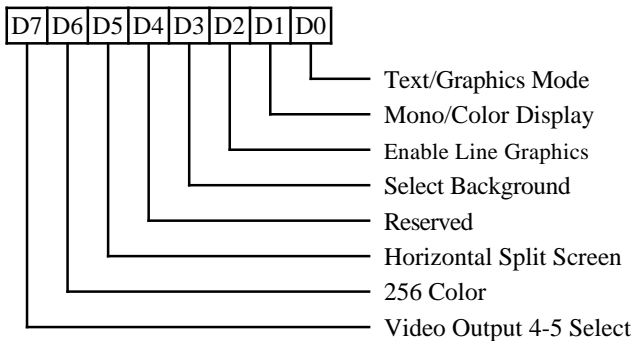 D7 D6 D5 D4 D3 D2 D1 D0
Text/Graphics Mode
Mono/Color Display
Enable Line Graphics
Select Background
Reserved
Horizontal Split Screen
256 Color
Video Output 4-5 Select